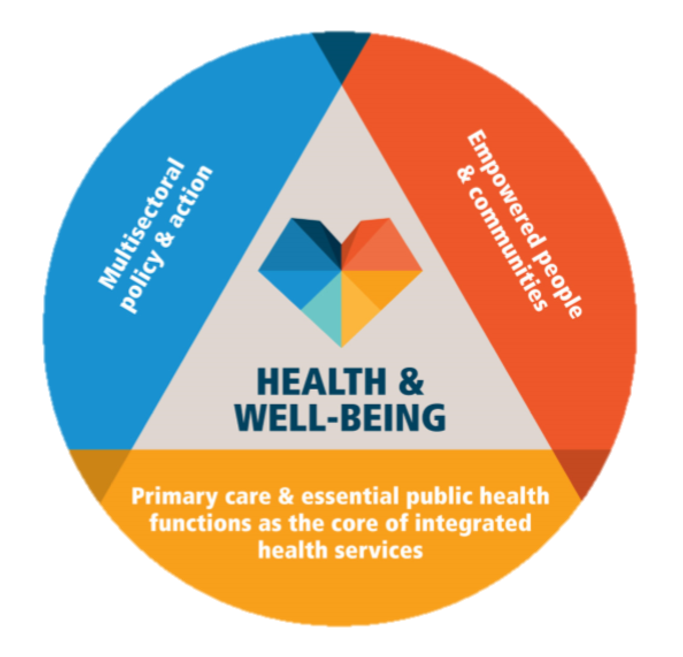 Multisectoral
policy & action
Empowered people
& communities
HEALTH &
WELL-BEING
Primary care & essential public health
functions as the core of integrated
health services